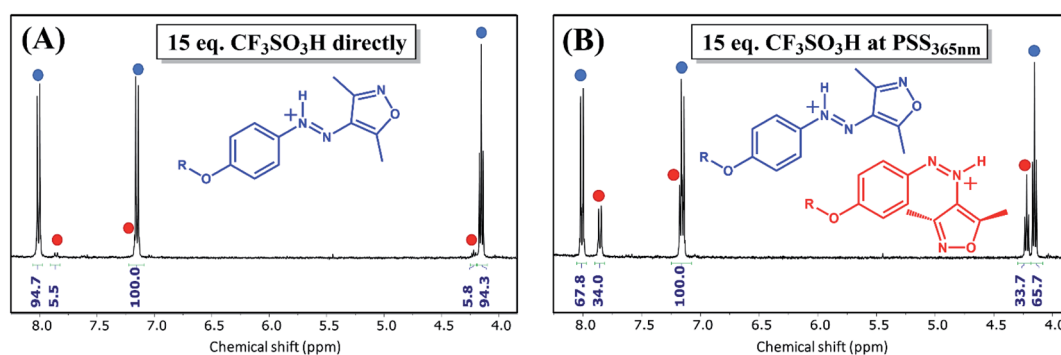 (A)
15 eq. CF₃SO₃H directly
H
+
N
N
N
O
R
O
94.7
5.5
100.0
5.8
94.3
8.0 7.5 7.0 6.5 6.0 5.5 5.0 4.5 4.0
Chemical shift (ppm)
(B)
15 eq. CF₃SO₃H at PSS₃₆₅ₙₘ
H
+
N
N
N
O
R
O
N
N
H
+
R
O
N
O
67.8
34.0
100.0
33.7
65.7
8.0 7.5 7.0 6.5 6.0 5.5 5.0 4.5 4.0
Chemical shift (ppm)